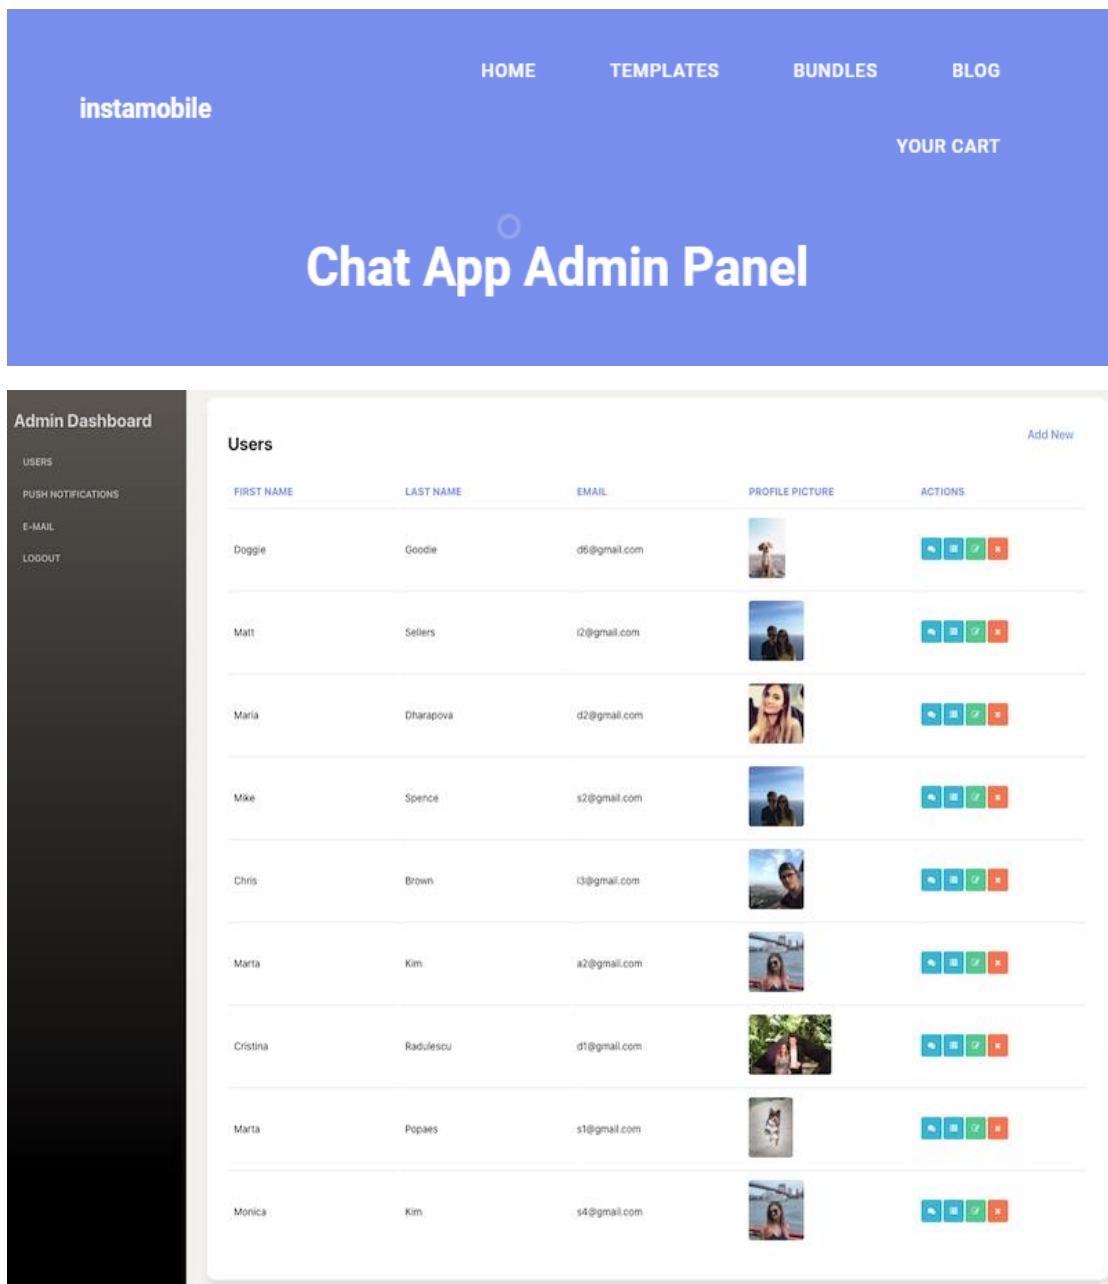 HOME TEMPLATES BUNDLES BLOG
instamobile
YOUR CART
Chat App Admin Panel
Admin Dashboard
USERS
PUSH NOTIFICATIONS
E-MAIL
LOGOUT
Users
Add New
FIRST NAME LAST NAME EMAIL PROFILE PICTURE ACTIONS
Doggie Goodie d6@gmail.com
Matt Sellers i2@gmail.com
Maria Dharapova d2@gmail.com
Mike Spence s2@gmail.com
Chris Brown i3@gmail.com
Marta Kim a2@gmail.com
Cristina Radulescu d1@gmail.com
Marta Popaes s1@gmail.com
Monica Kim s4@gmail.com